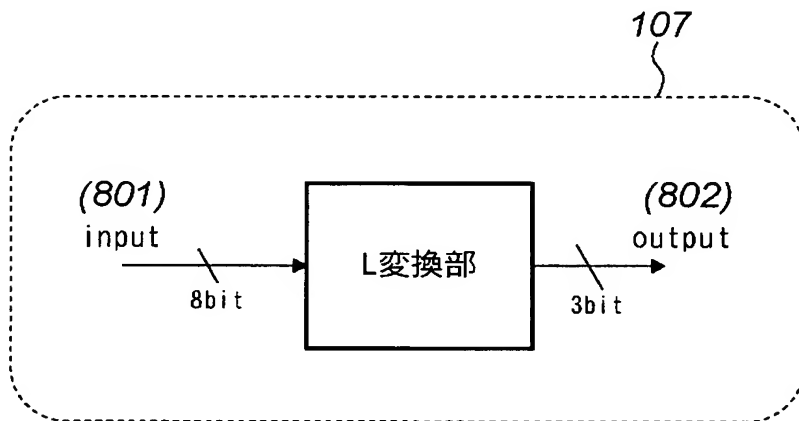 107
(801)
input
8bit
L変換部
(802)
output
3bit